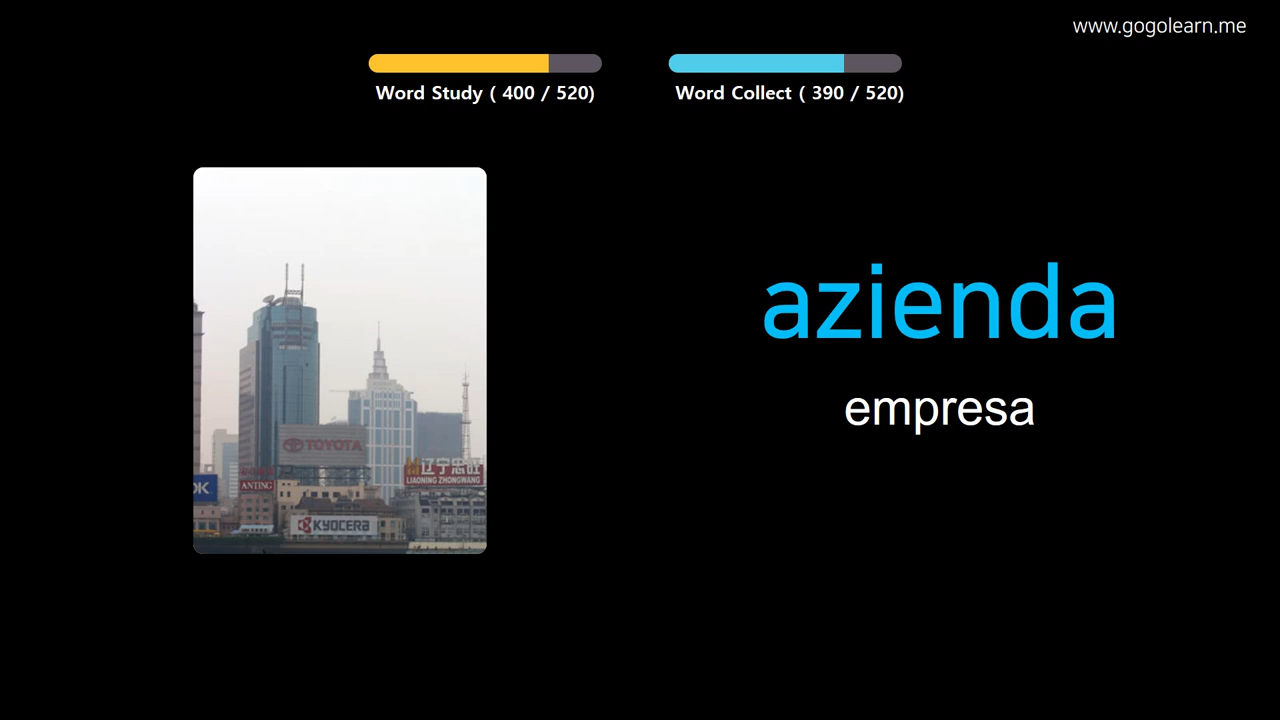 www.gogolearn.me
Word Study ( 400 / 520)
Word Collect ( 390 / 520)
azienda
empresa
TOYOTA
辽宁忠旺
LIAONING ZHONGWANG
OK
ANTING
KYOCERA